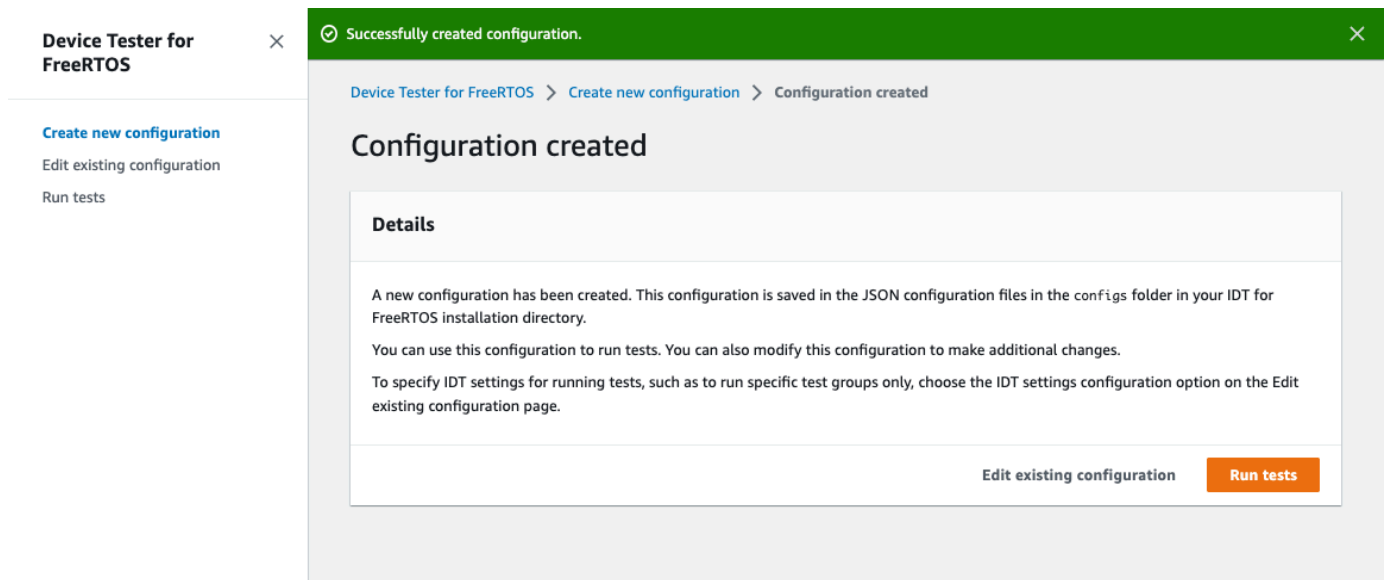 Device Tester for
FreeRTOS
Create new configuration
Edit existing configuration
Run tests
Successfully created configuration.
Device Tester for FreeRTOS > Create new configuration > Configuration created
Configuration created
Details
A new configuration has been created. This configuration is saved in the JSON configuration files in the configs folder in your IDT for
FreeRTOS installation directory.
You can use this configuration to run tests. You can also modify this configuration to make additional changes.
To specify IDT settings for running tests, such as to run specific test groups only, choose the IDT settings configuration option on the Edit
existing configuration page.
Edit existing configuration Run tests